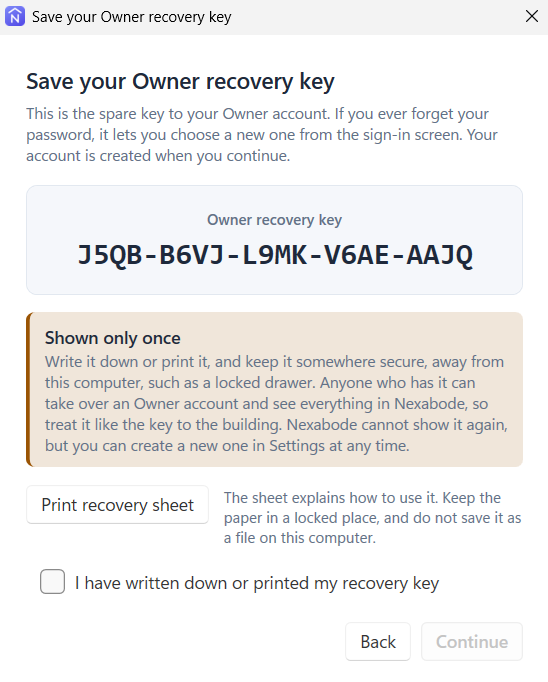 Save your Owner recovery key
Save your Owner recovery key
This is the spare key to your Owner account. If you ever forget your
password, it lets you choose a new one from the sign-in screen. Your
account is created when you continue.
Owner recovery key
J5QB-B6VJ-L9MK-V6AE-AAJQ
Shown only once
Write it down or print it, and keep it somewhere secure, away from
this computer, such as a locked drawer. Anyone who has it can
take over an Owner account and see everything in Nexabode, so
treat it like the key to the building. Nexabode cannot show it again,
but you can create a new one in Settings at any time.
Print recovery sheet
The sheet explains how to use it. Keep the
paper in a locked place, and do not save it as
a file on this computer.
I have written down or printed my recovery key
Back
Continue